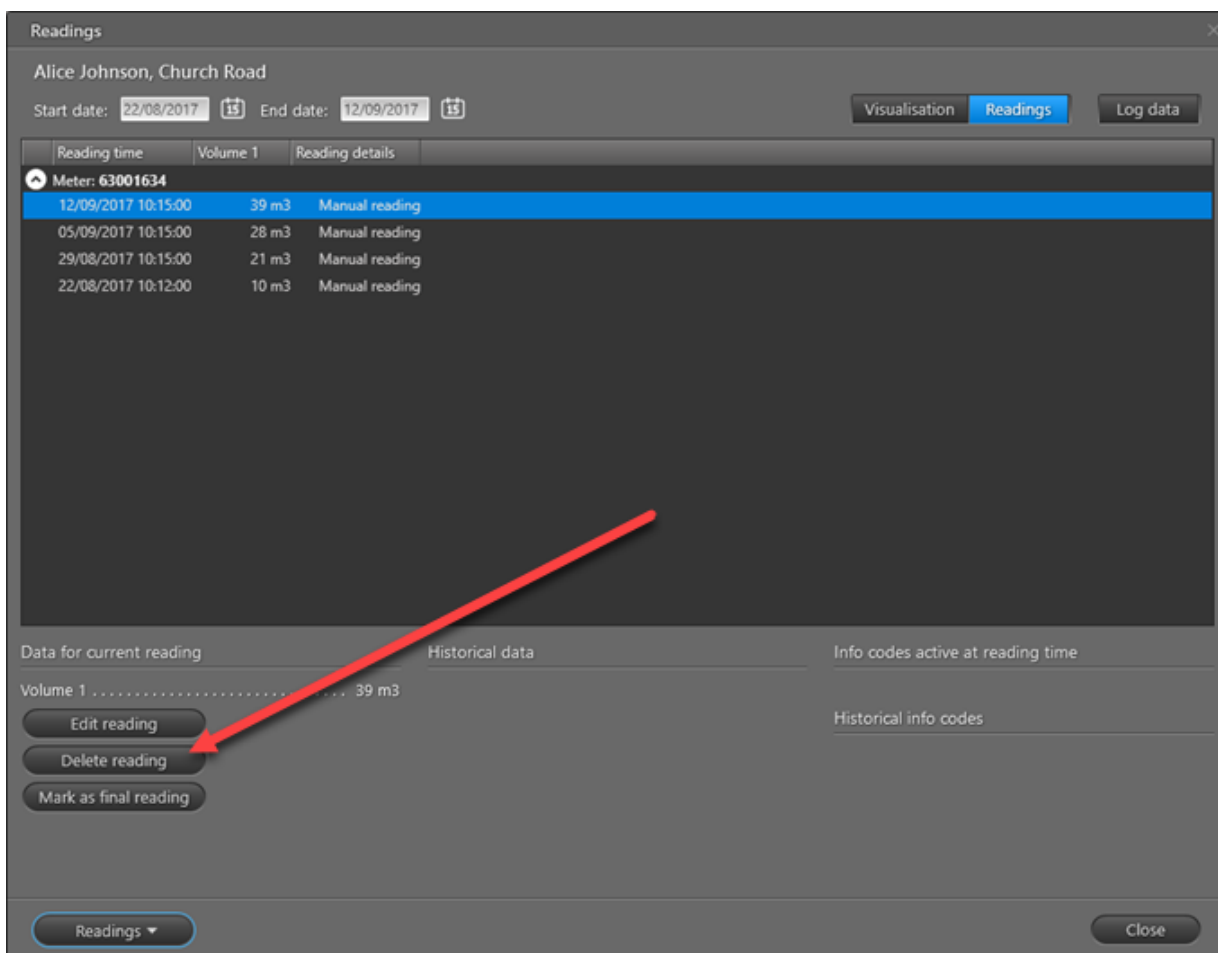 Readings
Alice Johnson, Church Road
Start date: 22/08/2017 15 End date: 12/09/2017 15 Visualisation Readings Log data
Reading time Volume 1 Reading details
Meter: 63001634
12/09/2017 10:15:00 39 m3 Manual reading
05/09/2017 10:15:00 28 m3 Manual reading
29/08/2017 10:15:00 21 m3 Manual reading
22/08/2017 10:12:00 10 m3 Manual reading
Data for current reading Historical data Info codes active at reading time
Volume 1 . . . . . . . . . . . . . . . . . . . . . . . . . . . . . . 39 m3
Edit reading Historical info codes
Delete reading
Mark as final reading
Readings Close